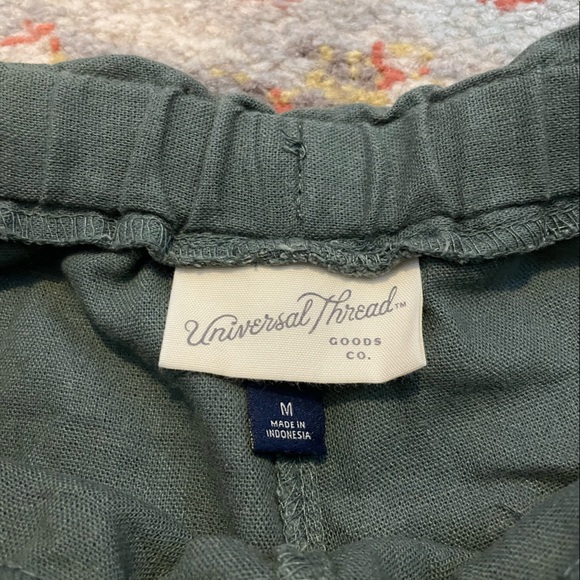 Universal Thread™
GOODS
CO.
M
MADE IN
INDONESIA